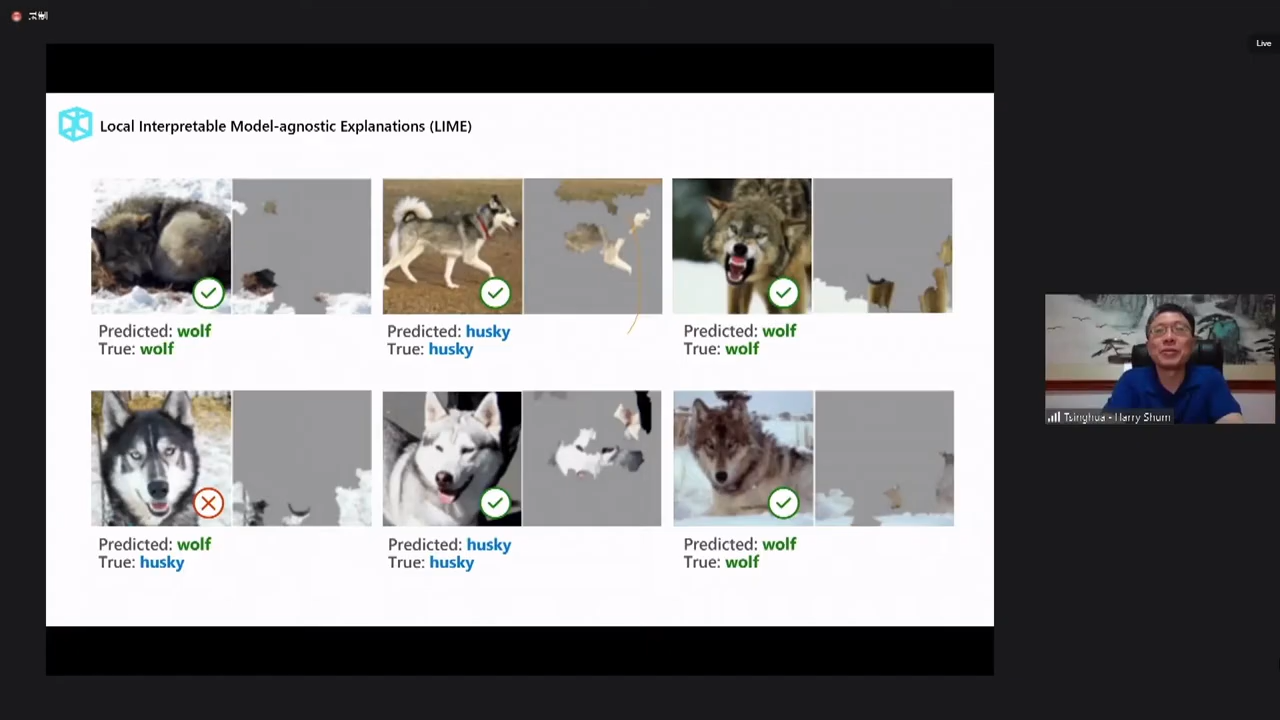 Live
Local Interpretable Model-agnostic Explanations (LIME)
Predicted: wolf
True: wolf
Predicted: husky
True: husky
Predicted: wolf
True: wolf
Predicted: wolf
True: husky
Predicted: husky
True: husky
Predicted: wolf
True: wolf
Tsinghua - Harry Shum